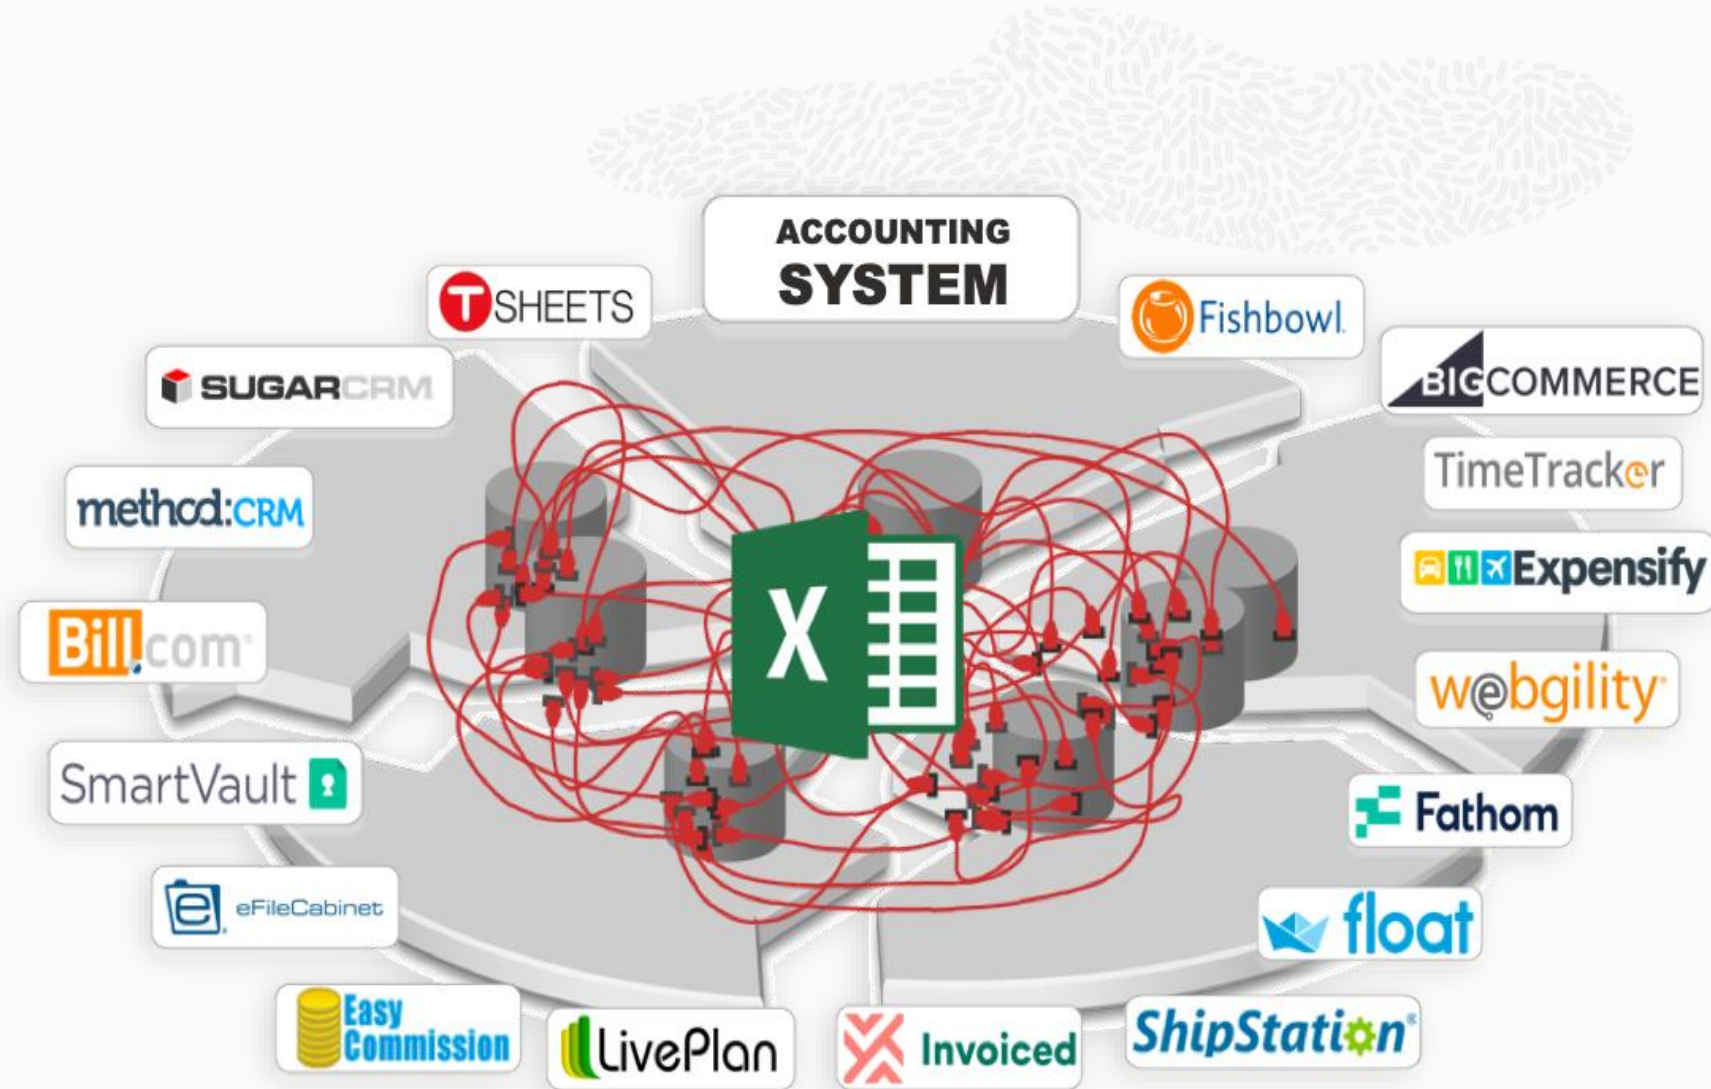 ACCOUNTING
SYSTEM
T SHEETS
Fishbowl
SUGARCRM
BIGCOMMERCE
TimeTracker
method:CRM
Expensify
Bill.com
webgility
SmartVault
Fathom
eFileCabinet
float
Easy
Commission
LivePlan
Invoiced
ShipStation
X